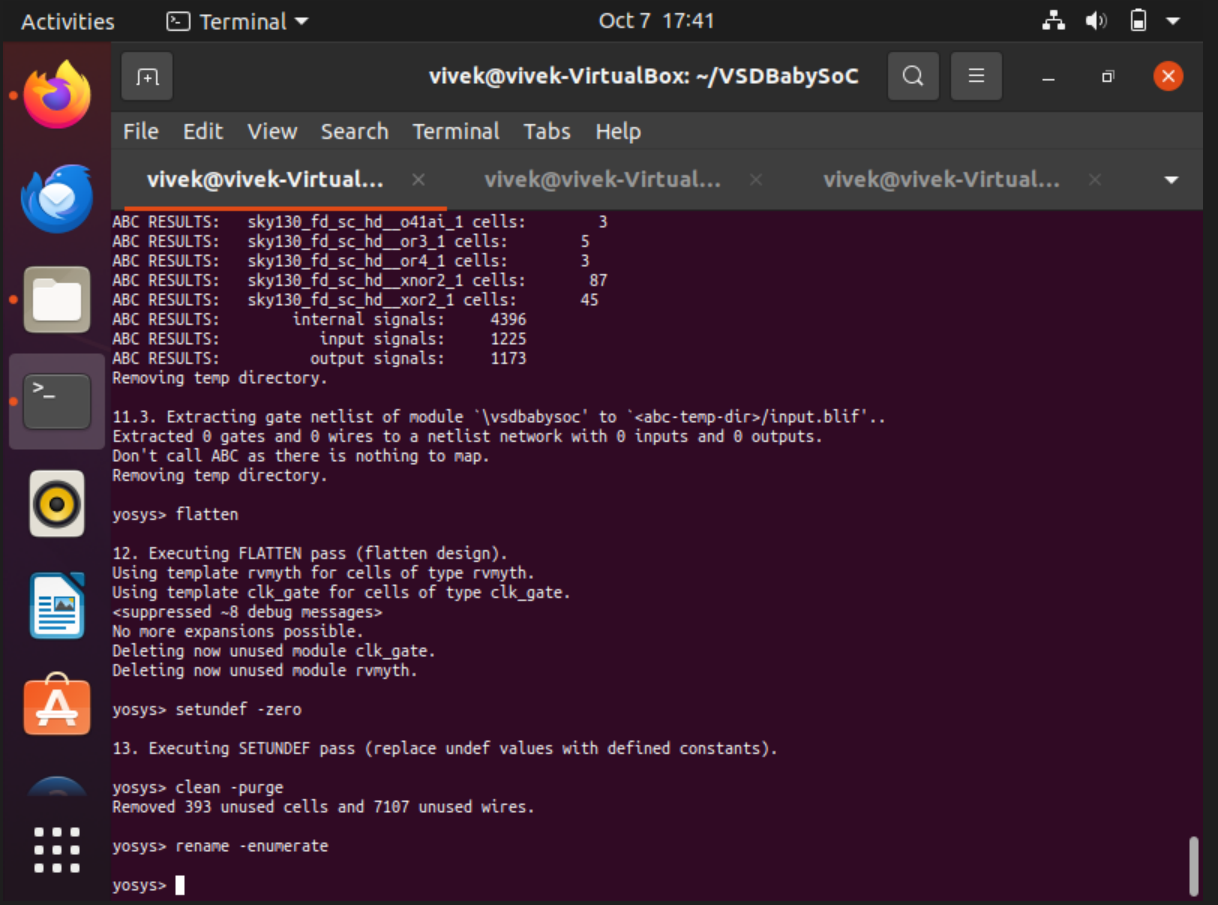 Activities
Terminal
Oct 7 17:41
vivek@vivek-VirtualBox: ~/VSDBabySoC
File Edit View Search Terminal Tabs Help
vivek@vivek-Virtual... × vivek@vivek-Virtual... × vivek@vivek-Virtual... ×
ABC RESULTS:   sky130_fd_sc_hd__o41ai_1 cells:        3
ABC RESULTS:   sky130_fd_sc_hd__or3_1 cells:        5
ABC RESULTS:   sky130_fd_sc_hd__or4_1 cells:        3
ABC RESULTS:   sky130_fd_sc_hd__xnor2_1 cells:       87
ABC RESULTS:   sky130_fd_sc_hd__xor2_1 cells:       45
ABC RESULTS:        internal signals:     4396
ABC RESULTS:           input signals:     1225
ABC RESULTS:          output signals:     1173
Removing temp directory.
11.3. Extracting gate netlist of module `\vsdbabysoc' to `<abc-temp-dir>/input.blif'..
Extracted 0 gates and 0 wires to a netlist network with 0 inputs and 0 outputs.
Don't call ABC as there is nothing to map.
Removing temp directory.
yosys> flatten
12. Executing FLATTEN pass (flatten design).
Using template rvmyth for cells of type rvmyth.
Using template clk_gate for cells of type clk_gate.
<suppressed ~8 debug messages>
No more expansions possible.
Deleting now unused module clk_gate.
Deleting now unused module rvmyth.
yosys> setundef -zero
13. Executing SETUNDEF pass (replace undef values with defined constants).
yosys> clean -purge
Removed 393 unused cells and 7107 unused wires.
yosys> rename -enumerate
yosys>